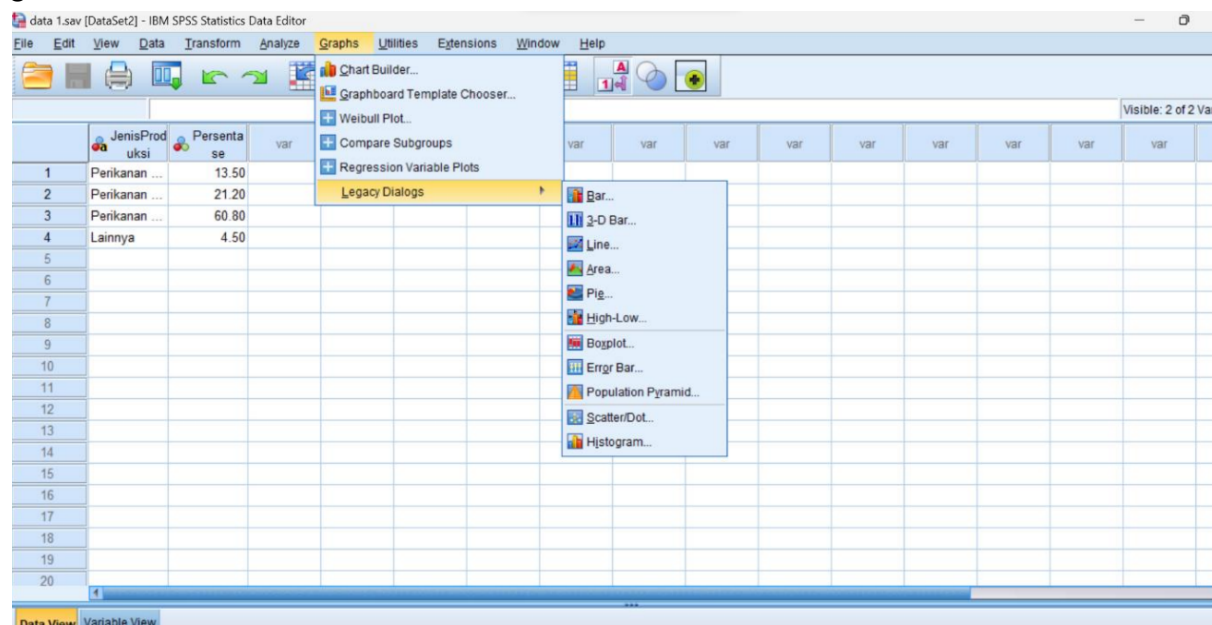 data 1.sav [DataSet2] - IBM SPSS Statistics Data Editor
File Edit View Data Transform Analyze Graphs Utilities Extensions Window Help
Chart Builder...
Graphboard Template Chooser...
Weibull Plot...
Compare Subgroups
Regression Variable Plots
Legacy Dialogs
Bar...
3-D Bar...
Line...
Area...
Pie...
High-Low...
Boxplot...
Error Bar...
Population Pyramid...
Scatter/Dot...
Histogram...
A
1
Visible: 2 of 2 Va
JenisProd
uksi
Persenta
se
var var var var var var var var var
1 Perikanan ... 13.50
2 Perikanan ... 21.20
3 Perikanan ... 60.80
4 Lainnya 4.50
5
6
7
8
9
10
11
12
13
14
15
16
17
18
19
20
Data View Variable View